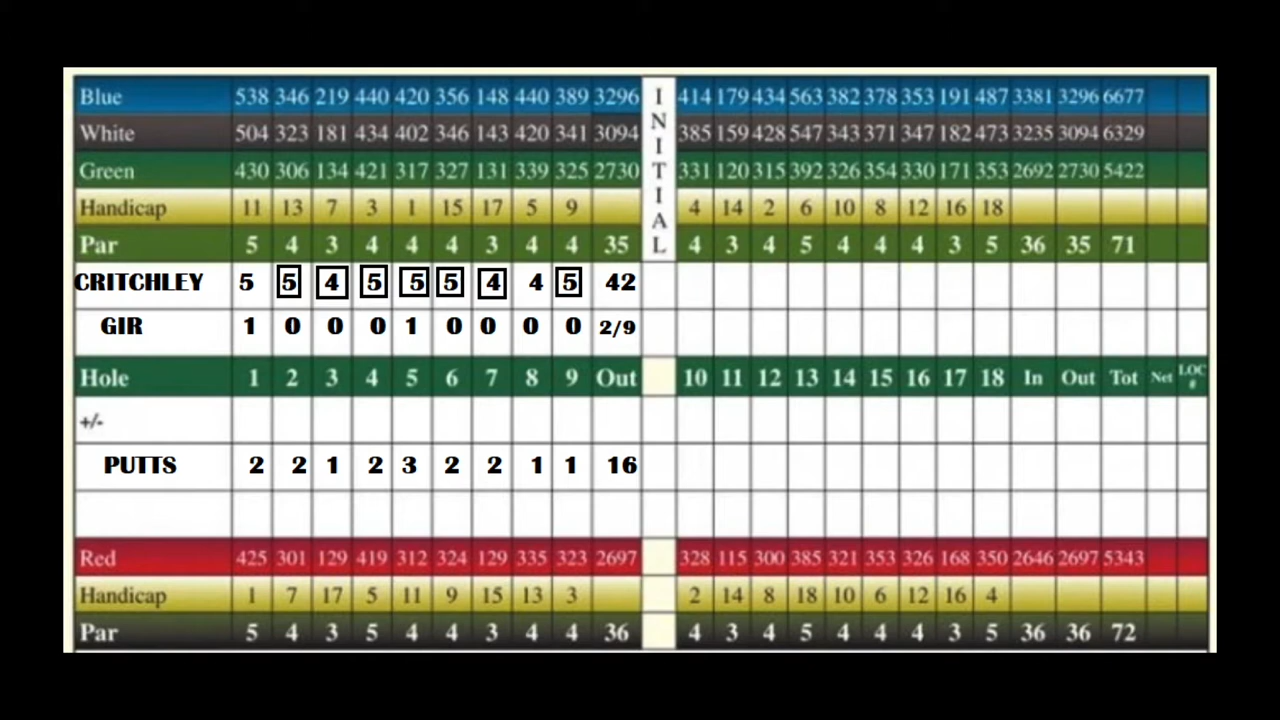 Blue 538 346 219 440 420 356 148 440 389 3296 INITIAL 414 179 434 563 382 378 353 191 487 3381 3296 6677
White 504 323 181 434 402 346 143 420 341 3094 385 159 428 547 343 371 347 182 473 3235 3094 6329
Green 430 306 134 421 317 327 131 339 325 2730 331 120 315 392 326 354 330 171 353 2692 2730 5422
Handicap 11 13 7 3 1 15 17 5 9 4 14 2 6 10 8 12 16 18
Par 5 4 3 4 4 4 3 4 4 35 4 3 4 5 4 4 4 3 5 36 35 71
CRITCHLEY 5 5 4 5 5 5 4 4 5 42
GIR 1 0 0 0 1 0 0 0 0 2/9
Hole 1 2 3 4 5 6 7 8 9 Out 10 11 12 13 14 15 16 17 18 In Out Tot Net LOC #
+/-
PUTTS 2 2 1 2 3 2 2 1 1 16
Red 425 301 129 419 312 324 129 335 323 2697 328 115 300 385 321 353 326 168 350 2646 2697 5343
Handicap 1 7 17 5 11 9 15 13 3 2 14 8 18 10 6 12 16 4
Par 5 4 3 5 4 4 3 4 4 36 4 3 4 5 4 4 4 3 5 36 36 72